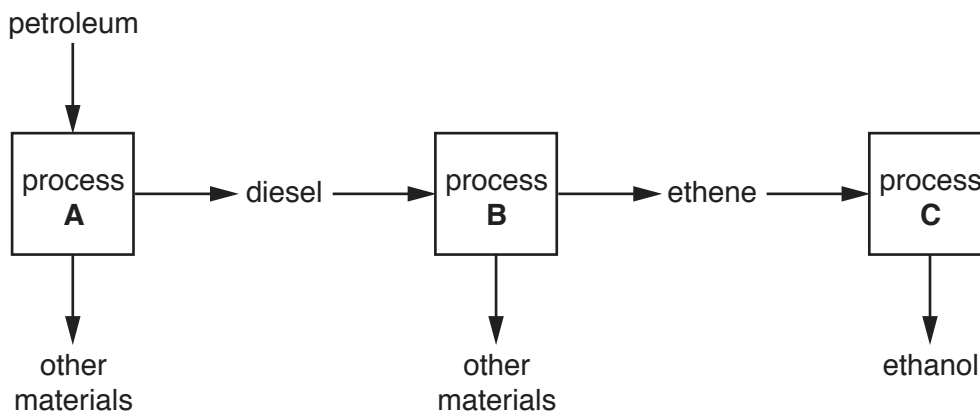 petroleum
process
A
diesel
process
B
ethene
process
C
other
materials
other
materials
ethanol